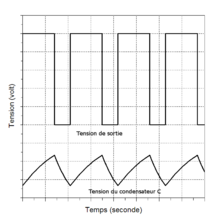 Tension (volt)
Tension de sortie
Tension du condensateur C
Temps (seconde)